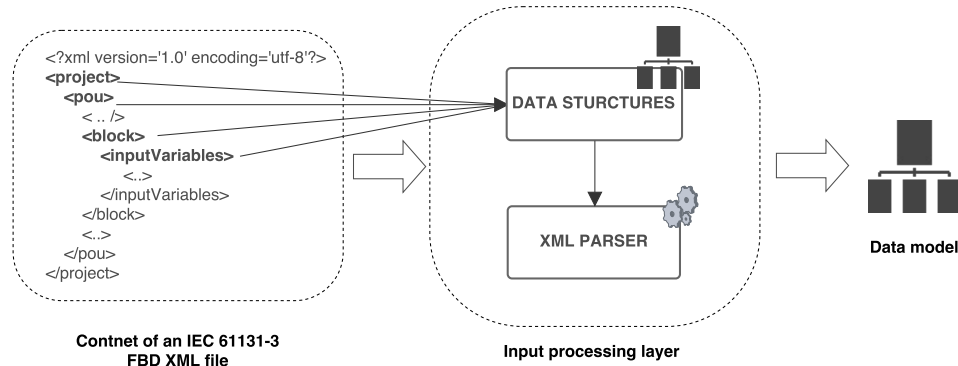 <?xml version='1.0' encoding='utf-8'?>
<project>
<pou>
< .. />
<block>
<inputVariables>
<..>
</inputVariables>
</block>
<..>
</pou>
</project>
Contnet of an IEC 61131-3
FBD XML file
DATA STURCTURES
XML PARSER
Input processing layer
Data model